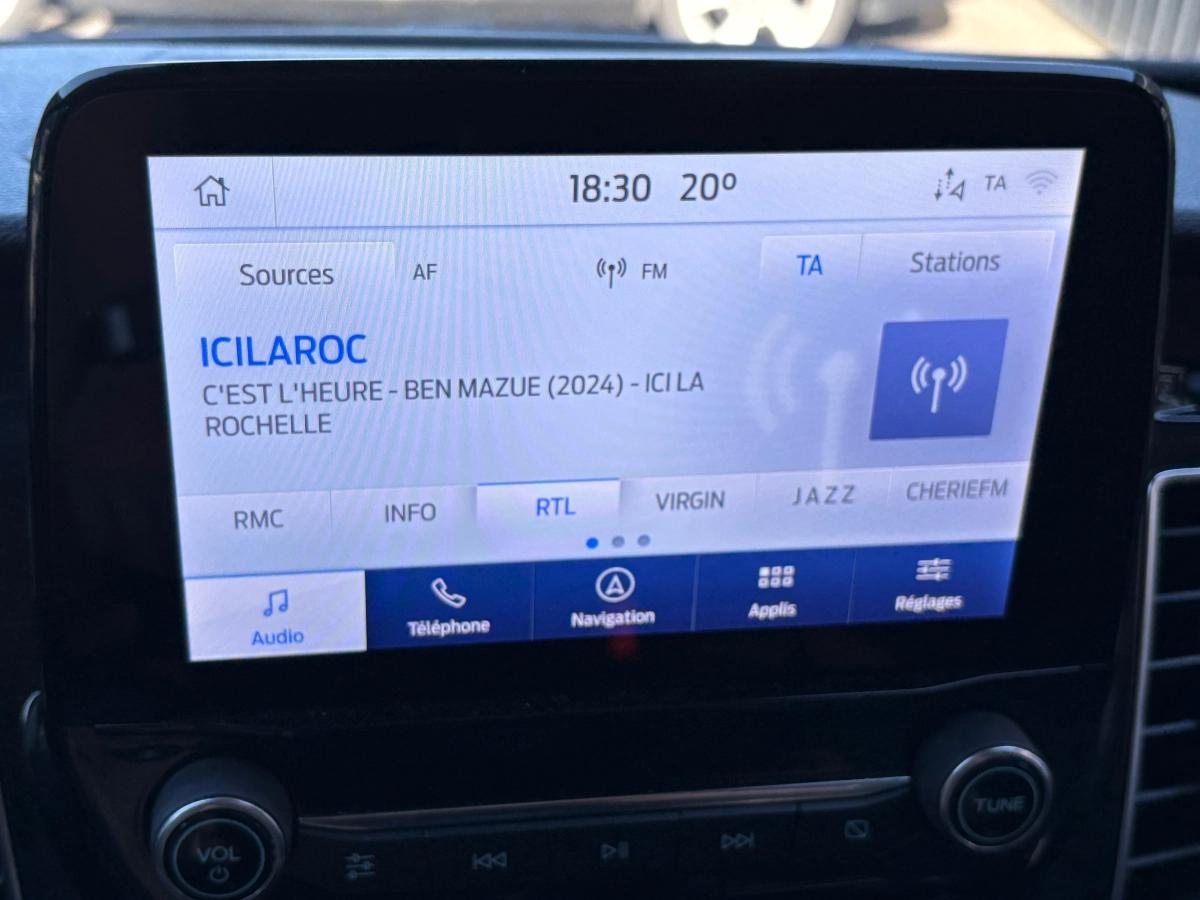 18:30 20º
TA
Sources AF FM TA Stations
ICILAROC
C'EST L'HEURE - BEN MAZUE (2024) - ICI LA
ROCHELLE
RMC INFO RTL VIRGIN JAZZ CHERIEFM
Audio Téléphone Navigation Applis Réglages
VOL TUNE